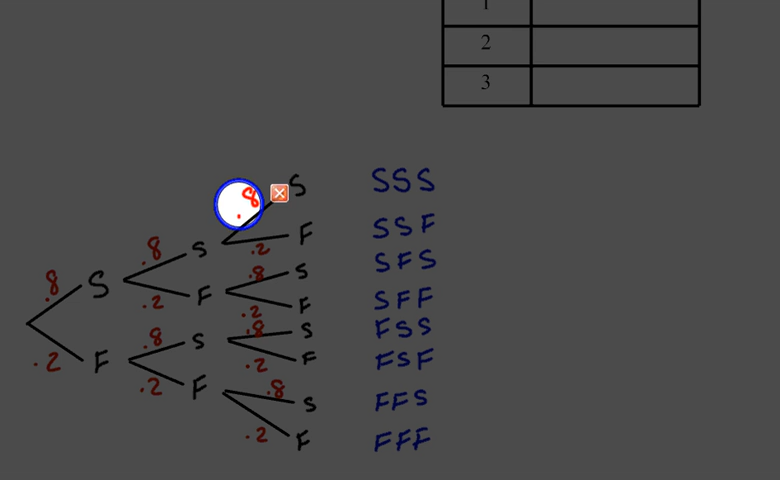 1
2
3
.8 S SSS
.8 S .2 F SSF
.8 S .2 F .8 S SFS
.2 F SFF
.8 S .8 S FSS
.2 F .2 F FSF
.2 F .8 S FFS
.2 F FFF